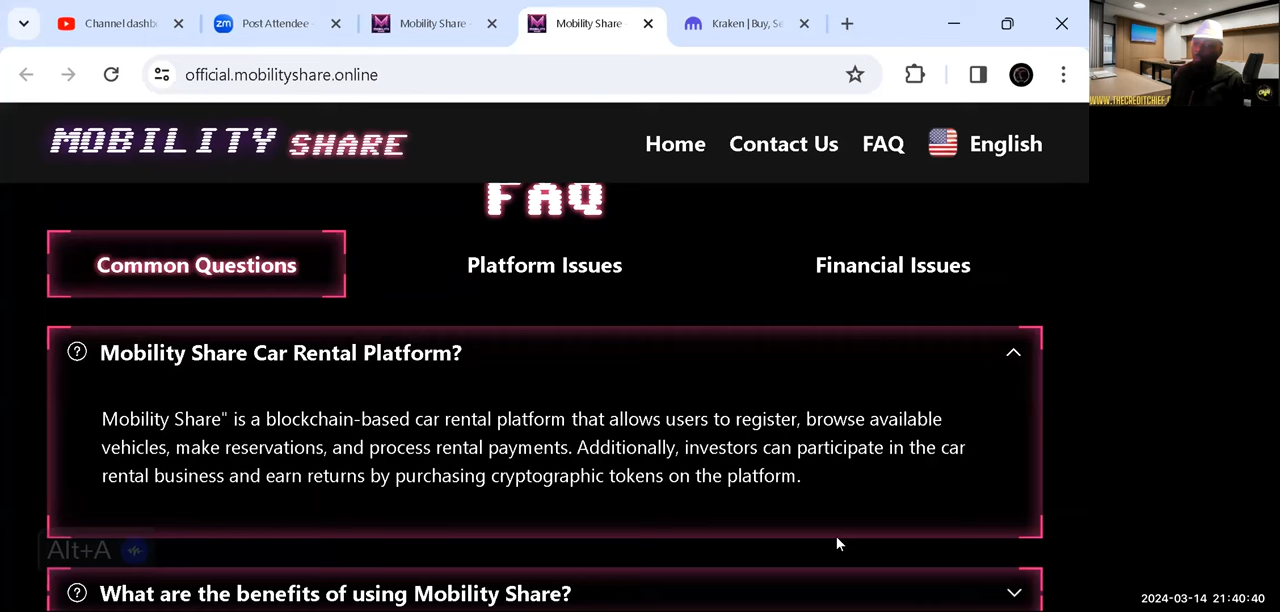 Channel dashb
zm Post Attendee
Mobility Share
Mobility Share
Kraken | Buy, Se
official.mobilityshare.online
MOBILITY SHARE
Home
Contact Us
FAQ
English
FAQ
Common Questions
Platform Issues
Financial Issues
Mobility Share Car Rental Platform?
Mobility Share" is a blockchain-based car rental platform that allows users to register, browse available
vehicles, make reservations, and process rental payments. Additionally, investors can participate in the car
rental business and earn returns by purchasing cryptographic tokens on the platform.
Alt+A
What are the benefits of using Mobility Share?
WWW.THECREDITCHIEF.C
2024-03-14 21:40:40